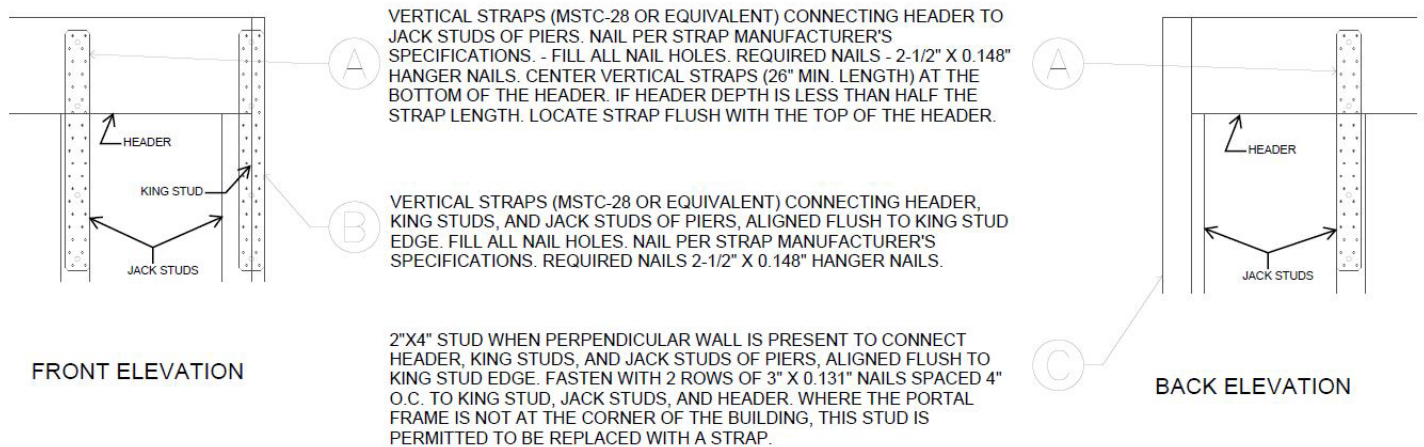 VERTICAL STRAPS (MSTC-28 OR EQUIVALENT) CONNECTING HEADER TO
JACK STUDS OF PIERS. NAIL PER STRAP MANUFACTURER'S
SPECIFICATIONS. - FILL ALL NAIL HOLES. REQUIRED NAILS - 2-1/2" X 0.148"
HANGER NAILS. CENTER VERTICAL STRAPS (26" MIN. LENGTH) AT THE
BOTTOM OF THE HEADER. IF HEADER DEPTH IS LESS THAN HALF THE
STRAP LENGTH. LOCATE STRAP FLUSH WITH THE TOP OF THE HEADER.
A
A
HEADER
HEADER
KING STUD
VERTICAL STRAPS (MSTC-28 OR EQUIVALENT) CONNECTING HEADER,
KING STUDS, AND JACK STUDS OF PIERS, ALIGNED FLUSH TO KING STUD
EDGE. FILL ALL NAIL HOLES. NAIL PER STRAP MANUFACTURER'S
SPECIFICATIONS. REQUIRED NAILS 2-1/2" X 0.148" HANGER NAILS.
B
JACK STUDS
JACK STUDS
2"X4" STUD WHEN PERPENDICULAR WALL IS PRESENT TO CONNECT
HEADER, KING STUDS, AND JACK STUDS OF PIERS, ALIGNED FLUSH TO
KING STUD EDGE. FASTEN WITH 2 ROWS OF 3" X 0.131" NAILS SPACED 4"
O.C. TO KING STUD, JACK STUDS, AND HEADER. WHERE THE PORTAL
FRAME IS NOT AT THE CORNER OF THE BUILDING, THIS STUD IS
PERMITTED TO BE REPLACED WITH A STRAP.
C
FRONT ELEVATION
BACK ELEVATION